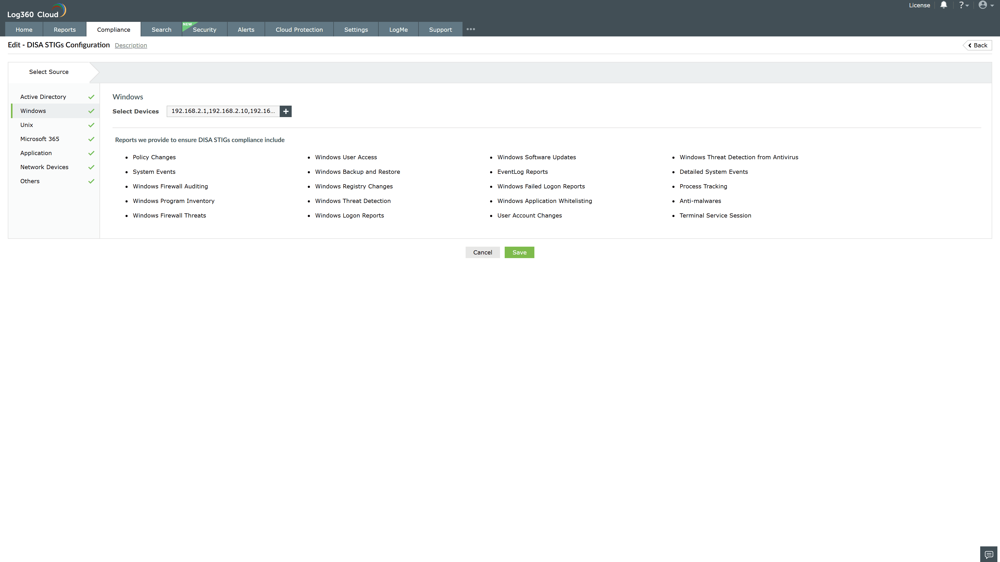 Log360 Cloud
License
?
Home
Reports
Compliance
Search
NEW
Security
Alerts
Cloud Protection
Settings
LogMe
Support
Edit - DISA STIGs Configuration
Description
Back
Select Source
Active Directory
Windows
Unix
Microsoft 365
Application
Network Devices
Others
Windows
Select Devices
192.168.2.1,192.168.2.10,192.16...
Reports we provide to ensure DISA STIGs compliance include
Policy Changes
Windows User Access
Windows Software Updates
Windows Threat Detection from Antivirus
System Events
Windows Backup and Restore
EventLog Reports
Detailed System Events
Windows Firewall Auditing
Windows Registry Changes
Windows Failed Logon Reports
Process Tracking
Windows Program Inventory
Windows Threat Detection
Windows Application Whitelisting
Anti-malwares
Windows Firewall Threats
Windows Logon Reports
User Account Changes
Terminal Service Session
Cancel
Save